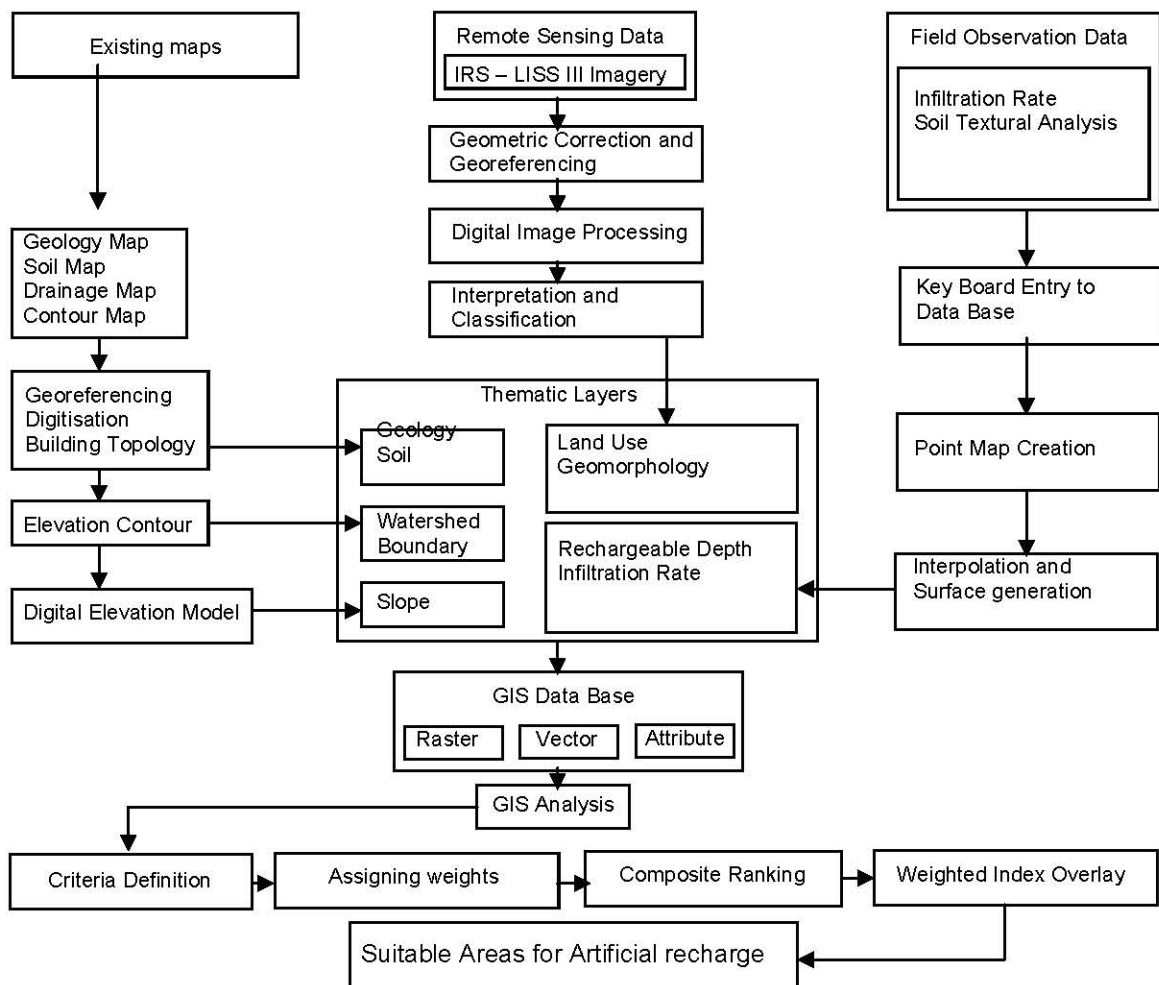 Existing maps
Remote Sensing Data
IRS – LISS III Imagery
Field Observation Data
Infiltration Rate
Soil Textural Analysis
Geometric Correction and
Georeferencing
Digital Image Processing
Interpretation and
Classification
Geology Map
Soil Map
Drainage Map
Contour Map
Key Board Entry to
Data Base
Georeferencing
Digitisation
Building Topology
Thematic Layers
Geology
Soil
Land Use
Geomorphology
Point Map Creation
Elevation Contour
Watershed
Boundary
Rechargeable Depth
Infiltration Rate
Interpolation and
Surface generation
Digital Elevation Model
Slope
GIS Data Base
Raster
Vector
Attribute
GIS Analysis
Criteria Definition
Assigning weights
Composite Ranking
Weighted Index Overlay
Suitable Areas for Artificial recharge